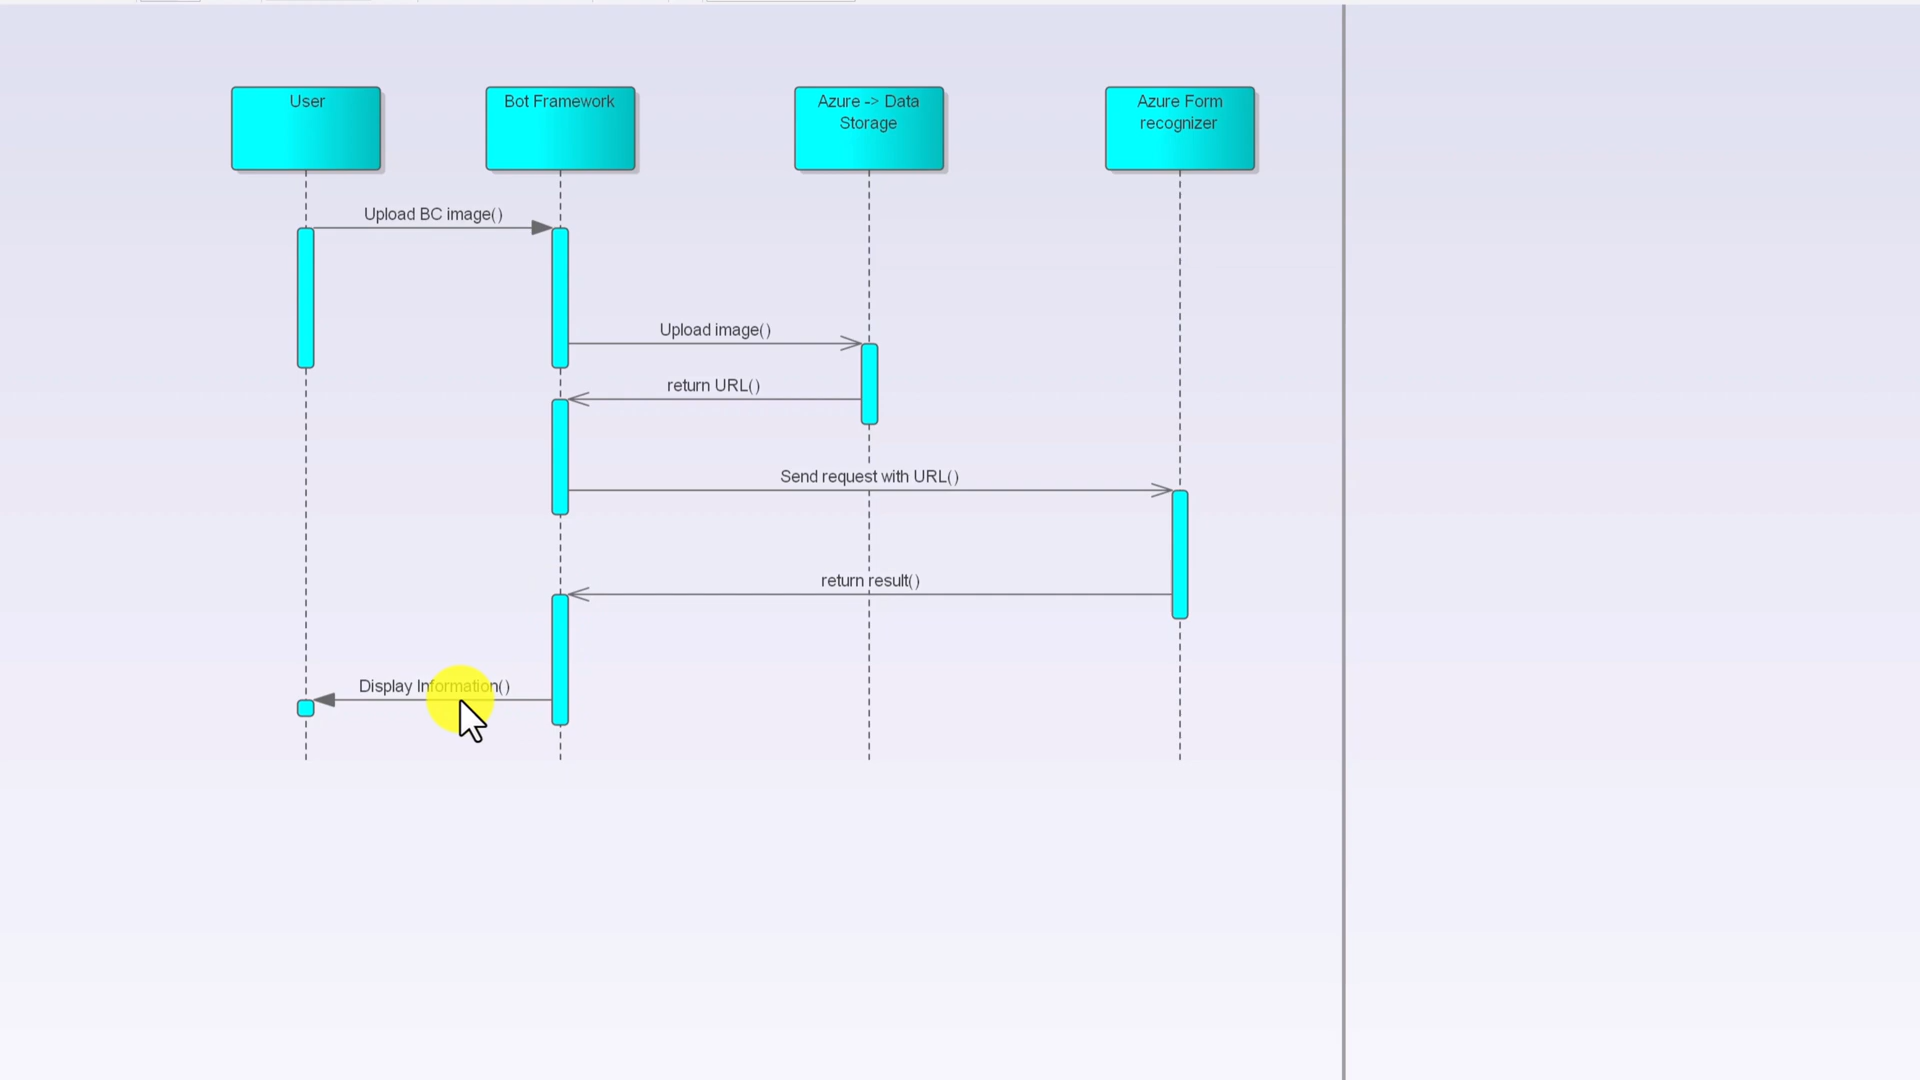 User
Bot Framework
Azure -> Data
Storage
Azure Form
recognizer
Upload BC image()
Upload image()
return URL()
Send request with URL()
return result()
Display Information()